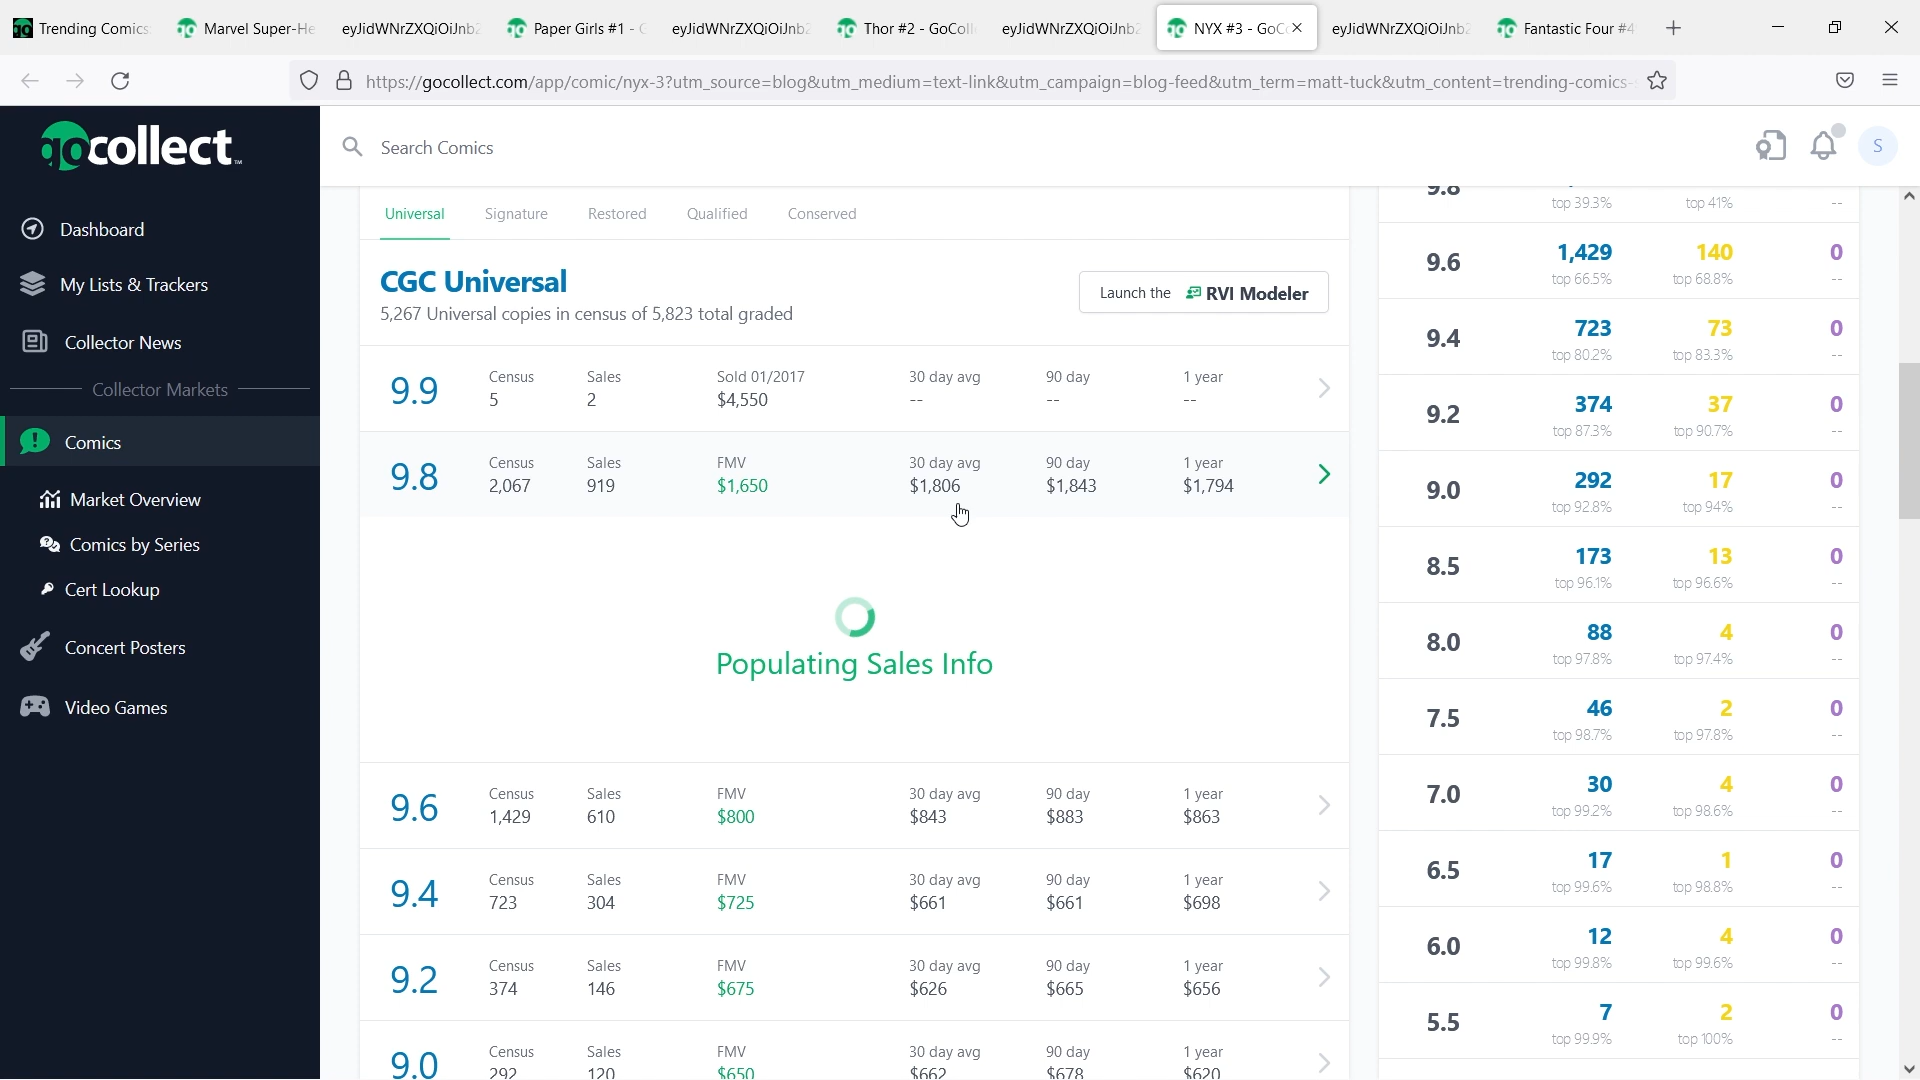 Trending Comics
Marvel Super-He
eyJidWNrZXQiOiJnb2
Paper Girls #1 - G
eyJidWNrZXQiOiJnb2
Thor #2 - GoColl
eyJidWNrZXQiOiJnb2
NYX #3 - GoC
eyJidWNrZXQiOiJnb2
Fantastic Four #4
https://gocollect.com/app/comic/nyx-3?utm_source=blog&utm_medium=text-link&utm_campaign=blog-feed&utm_term=matt-tuck&utm_content=trending-comics-
gocollect™
Search Comics
S
Dashboard
My Lists & Trackers
Collector News
Collector Markets
Comics
Market Overview
Comics by Series
Cert Lookup
Concert Posters
Video Games
Universal Signature Restored Qualified Conserved
CGC Universal
5,267 Universal copies in census of 5,823 total graded
Launch the RVI Modeler
9.9 Census Sales Sold 01/2017 30 day avg 90 day 1 year
5 2 $4,550 -- -- --
9.8 Census Sales FMV 30 day avg 90 day 1 year
2,067 919 $1,650 $1,806 $1,843 $1,794
Populating Sales Info
9.6 Census Sales FMV 30 day avg 90 day 1 year
1,429 610 $800 $843 $883 $863
9.4 Census Sales FMV 30 day avg 90 day 1 year
723 304 $725 $661 $661 $698
9.2 Census Sales FMV 30 day avg 90 day 1 year
374 146 $675 $626 $665 $656
9.0 Census Sales FMV 30 day avg 90 day 1 year
292 120 $650 $662 $678 $620
9.8
top 39.3% top 41% --
9.6 1,429 140 0
top 66.5% top 68.8% --
9.4 723 73 0
top 80.2% top 83.3% --
9.2 374 37 0
top 87.3% top 90.7% --
9.0 292 17 0
top 92.8% top 94% --
8.5 173 13 0
top 96.1% top 96.6% --
8.0 88 4 0
top 97.8% top 97.4% --
7.5 46 2 0
top 98.7% top 97.8% --
7.0 30 4 0
top 99.2% top 98.6% --
6.5 17 1 0
top 99.6% top 98.8% --
6.0 12 4 0
top 99.8% top 99.6% --
5.5 7 2 0
top 99.9% top 100% --